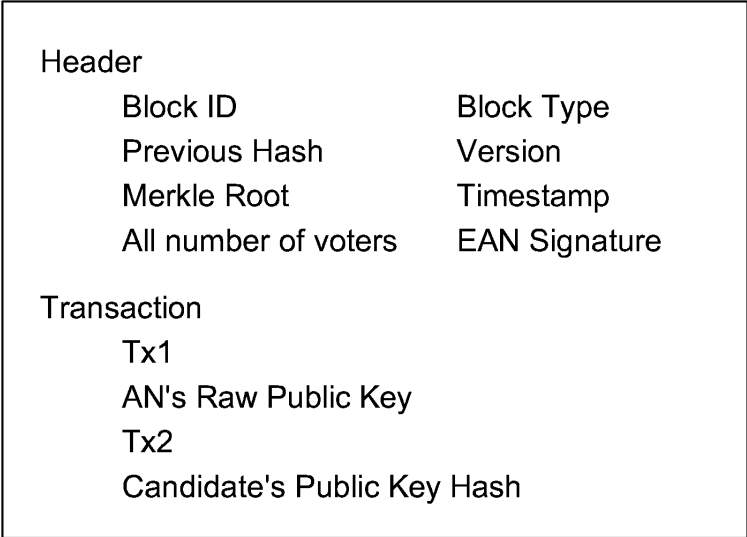 Header
Block ID Block Type
Previous Hash Version
Merkle Root Timestamp
All number of voters EAN Signature
Transaction
Tx1
AN's Raw Public Key
Tx2
Candidate's Public Key Hash